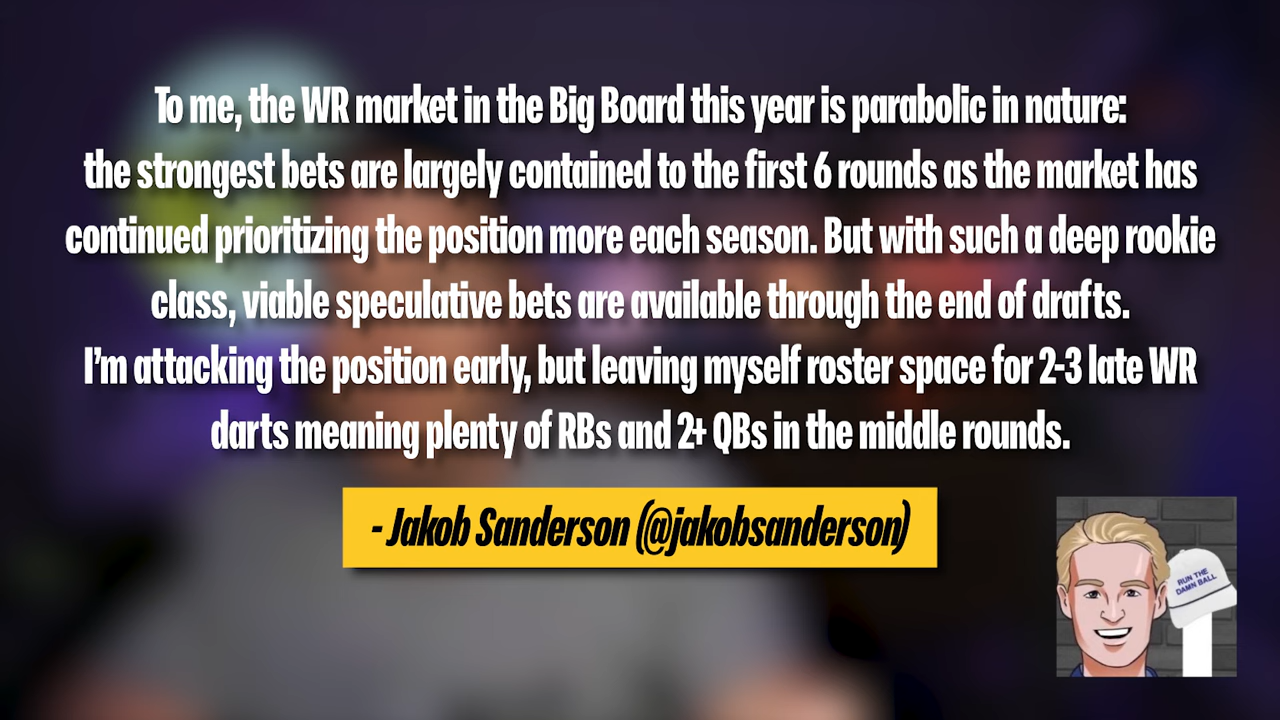 To me, the WR market in the Big Board this year is parabolic in nature:
the strongest bets are largely contained to the first 6 rounds as the market has
continued prioritizing the position more each season. But with such a deep rookie
class, viable speculative bets are available through the end of drafts.
I'm attacking the position early, but leaving myself roster space for 2-3 late WR
darts meaning plenty of RBs and 2+ QBs in the middle rounds.
- Jakob Sanderson (@jakobsanderson)
RUN THE
DAMN BALL